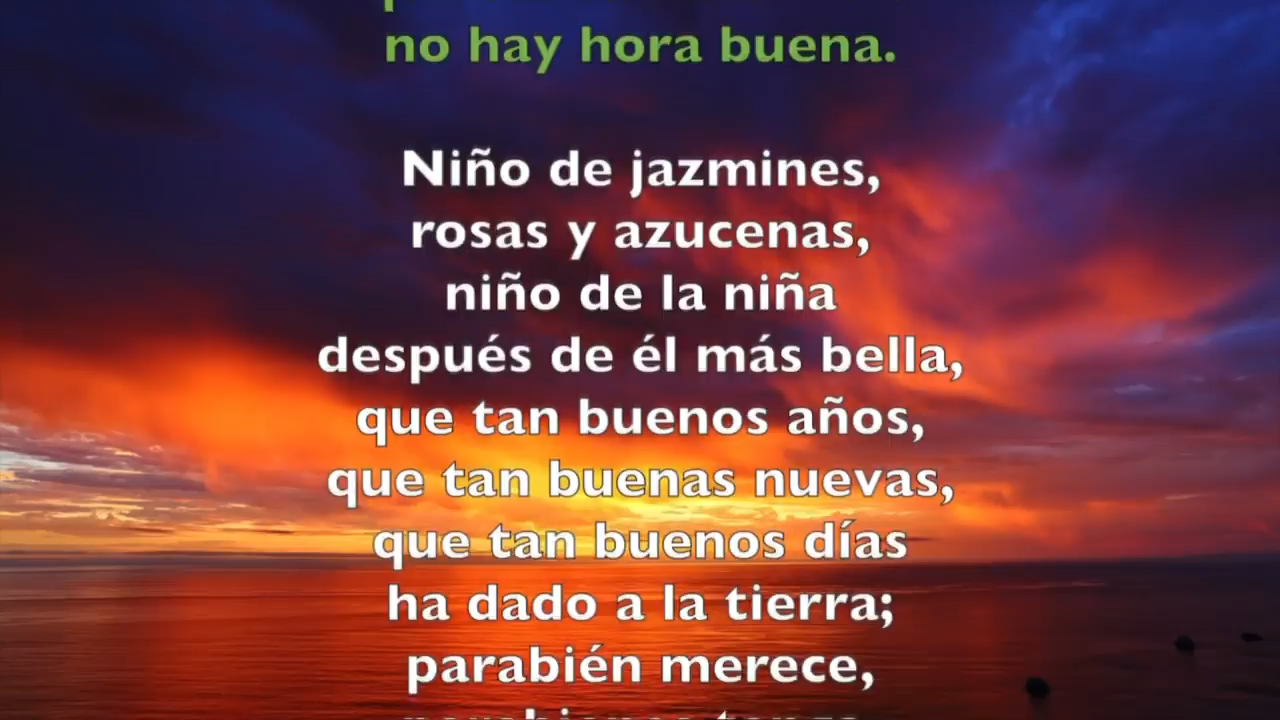 no hay hora buena.
Niño de jazmines,
rosas y azucenas,
niño de la niña
después de él más bella,
que tan buenos años,
que tan buenas nuevas,
que tan buenos días
ha dado a la tierra;
parabién merece,